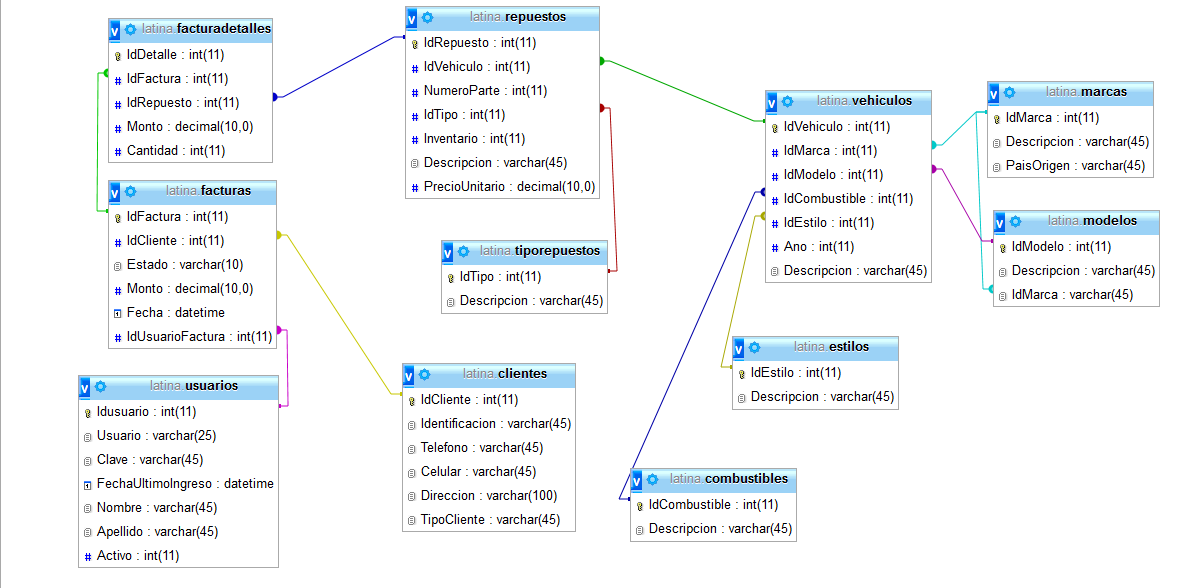 latina facturadetalles
IdDetalle : int(11)
IdFactura : int(11)
IdRepuesto : int(11)
Monto : decimal(10,0)
Cantidad : int(11)
latina facturas
IdFactura : int(11)
IdCliente : int(11)
Estado : varchar(10)
Monto : decimal(10,0)
Fecha : datetime
IdUsuarioFactura : int(11)
latina usuarios
Idusuario : int(11)
Usuario : varchar(25)
Clave : varchar(45)
FechaUltimoIngreso : datetime
Nombre : varchar(45)
Apellido : varchar(45)
Activo : int(11)
latina repuestos
IdRepuesto : int(11)
IdVehiculo : int(11)
NumeroParte : int(11)
IdTipo : int(11)
Inventario : int(11)
Descripcion : varchar(45)
PrecioUnitario : decimal(10,0)
latina tiporepuestos
IdTipo : int(11)
Descripcion : varchar(45)
latina clientes
IdCliente : int(11)
Identificacion : varchar(45)
Telefono : varchar(45)
Celular : varchar(45)
Direccion : varchar(100)
TipoCliente : varchar(45)
latina vehiculos
IdVehiculo : int(11)
IdMarca : int(11)
IdModelo : int(11)
IdCombustible : int(11)
IdEstilo : int(11)
Ano : int(11)
Descripcion : varchar(45)
latina estilos
IdEstilo : int(11)
Descripcion : varchar(45)
latina combustibles
IdCombustible : int(11)
Descripcion : varchar(45)
latina marcas
IdMarca : int(11)
Descripcion : varchar(45)
PaisOrigen : varchar(45)
latina modelos
IdModelo : int(11)
Descripcion : varchar(45)
IdMarca : varchar(45)